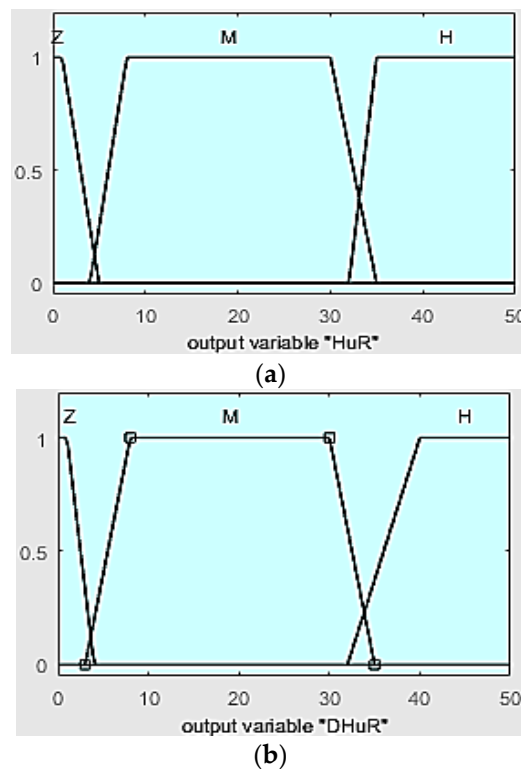 Z M H
1
0.5
0
0 10 20 30 40 50
output variable "HuR"
(a)
Z M H
1
0.5
0
0 10 20 30 40 50
output variable "DHuR"
(b)